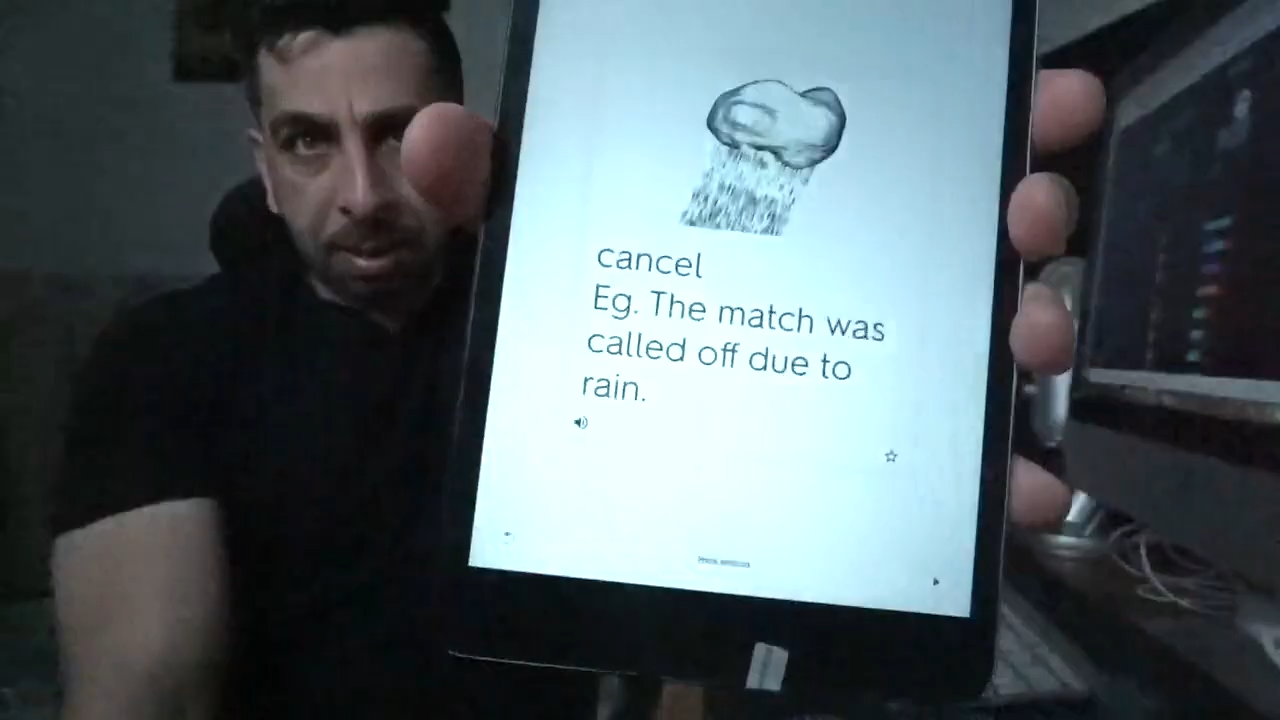 cancel
Eg. The match was
called off due to
rain.